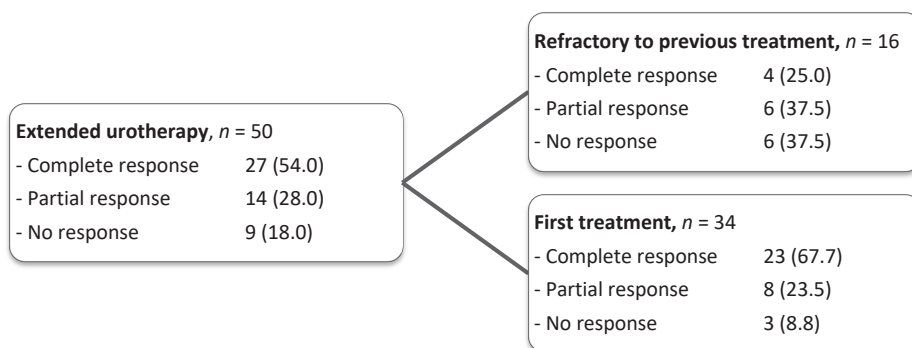 Extended urotherapy, n = 50
- Complete response 27 (54.0)
- Partial response 14 (28.0)
- No response 9 (18.0)
Refractory to previous treatment, n = 16
- Complete response 4 (25.0)
- Partial response 6 (37.5)
- No response 6 (37.5)
First treatment, n = 34
- Complete response 23 (67.7)
- Partial response 8 (23.5)
- No response 3 (8.8)